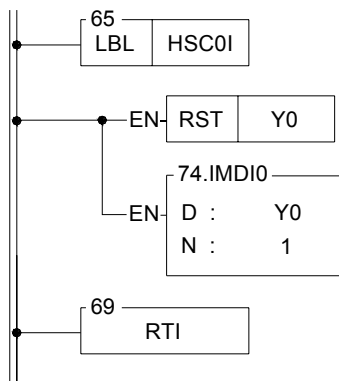 65
LBL HSC0I
EN RST Y0
74.IMDI0
EN D : Y0
N : 1
69
RTI